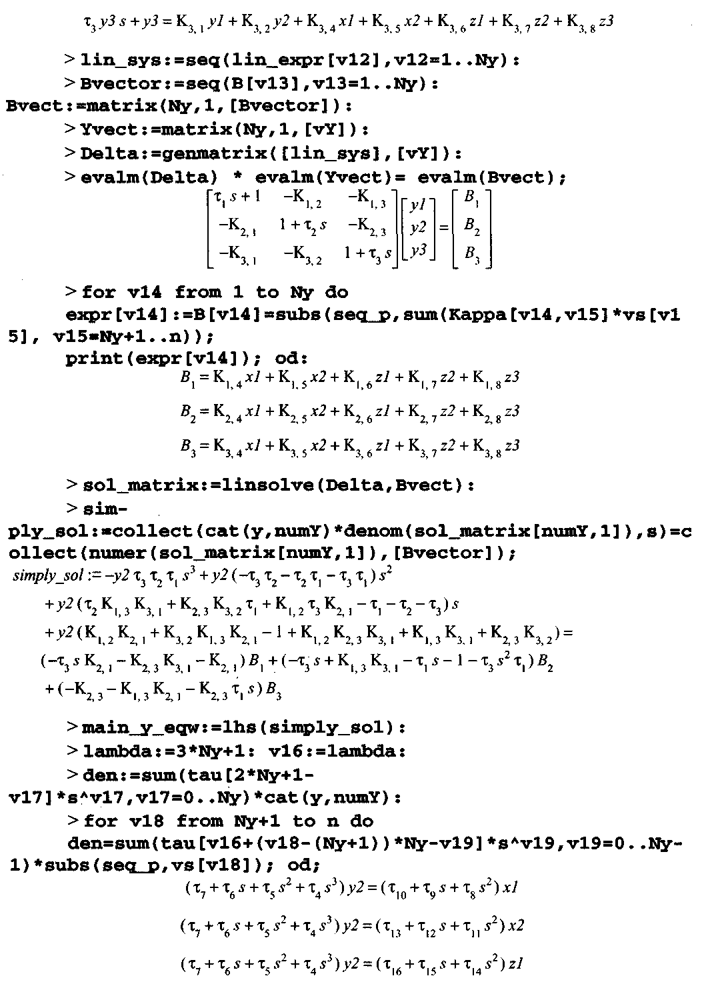 τ₃ y3 s + y3 = K₃,₁ y1 + K₃,₂ y2 + K₃,₄ x1 + K₃,₅ x2 + K₃,₆ z1 + K₃,₇ z2 + K₃,₈ z3
> lin_sys:=seq(lin_expr[v12],v12=1..Ny):
> Bvector:=seq(B[v13],v13=1..Ny):
Bvect:=matrix(Ny,1,[Bvector]):
> Yvect:=matrix(Ny,1,[vY]):
> Delta:=genmatrix([lin_sys],[vY]):
> evalm(Delta) * evalm(Yvect)= evalm(Bvect);
[τ₁ s + 1 −K₁,₂ −K₁,₃] [y1] [B₁]
[−K₂,₁ 1 + τ₂ s −K₂,₃] [y2] = [B₂]
[−K₃,₁ −K₃,₂ 1 + τ₃ s] [y3] [B₃]
> for v14 from 1 to Ny do
expr[v14]:=B[v14]=subs(seq_p,sum(Kappa[v14,v15]*vs[v1
5], v15=Ny+1..n));
print(expr[v14]); od:
B₁ = K₁,₄ x1 + K₁,₅ x2 + K₁,₆ z1 + K₁,₇ z2 + K₁,₈ z3
B₂ = K₂,₄ x1 + K₂,₅ x2 + K₂,₆ z1 + K₂,₇ z2 + K₂,₈ z3
B₃ = K₃,₄ x1 + K₃,₅ x2 + K₃,₆ z1 + K₃,₇ z2 + K₃,₈ z3
> sol_matrix:=linsolve(Delta,Bvect):
> sim-
ply_sol:=collect(cat(y,numY)*denom(sol_matrix[numY,1]),s)=c
ollect(numer(sol_matrix[numY,1]),[Bvector]);
simply_sol := −y2 τ₃ τ₂ τ₁ s³ + y2 (−τ₃ τ₂ − τ₂ τ₁ − τ₃ τ₁) s²
+ y2 (τ₂ K₁,₃ K₃,₁ + K₂,₃ K₃,₂ τ₁ + K₁,₂ τ₃ K₂,₁ − τ₁ − τ₂ − τ₃) s
+ y2 (K₁,₂ K₂,₁ + K₃,₂ K₁,₃ K₂,₁ − 1 + K₁,₂ K₂,₃ K₃,₁ + K₁,₃ K₃,₁ + K₂,₃ K₃,₂) =
(−τ₃ s K₂,₁ − K₂,₃ K₃,₁ − K₂,₁) B₁ + (−τ₃ s + K₁,₃ K₃,₁ − τ₁ s − 1 − τ₃ s² τ₁) B₂
+ (−K₂,₃ − K₁,₃ K₂,₁ − K₂,₃ τ₁ s) B₃
> main_y_eqw:=lhs(simply_sol):
> lambda:=3*Ny+1: v16:=lambda:
> den:=sum(tau[2*Ny+1-
v17]*s^v17,v17=0..Ny)*cat(y,numY):
> for v18 from Ny+1 to n do
den=sum(tau[v16+(v18-(Ny+1))*Ny-v19]*s^v19,v19=0..Ny-
1)*subs(seq_p,vs[v18]); od;
(τ₇ + τ₆ s + τ₅ s² + τ₄ s³) y2 = (τ₁₀ + τ₉ s + τ₈ s²) x1
(τ₇ + τ₆ s + τ₅ s² + τ₄ s³) y2 = (τ₁₃ + τ₁₂ s + τ₁₁ s²) x2
(τ₇ + τ₆ s + τ₅ s² + τ₄ s³) y2 = (τ₁₆ + τ₁₅ s + τ₁₄ s²) z1